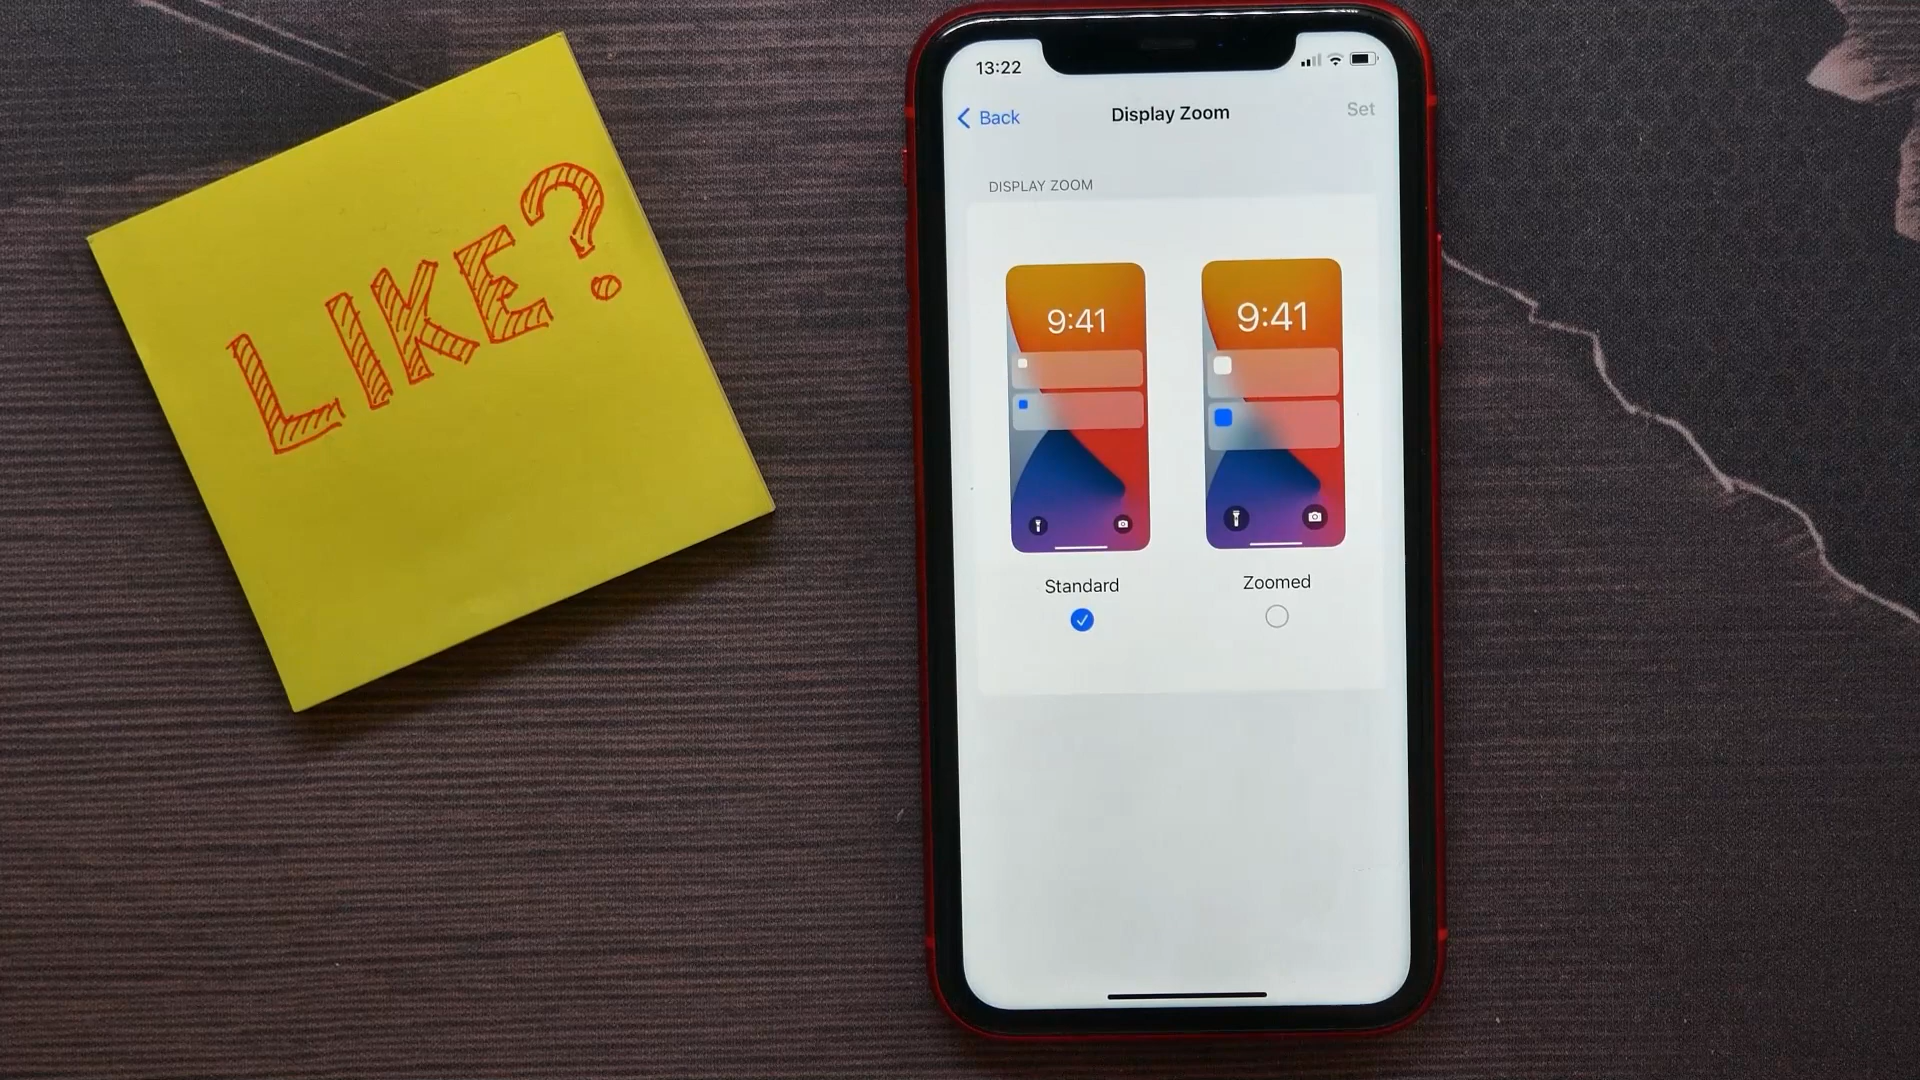 LIKE?
13:22
Back
Display Zoom
Set
DISPLAY ZOOM
9:41
9:41
Standard
Zoomed